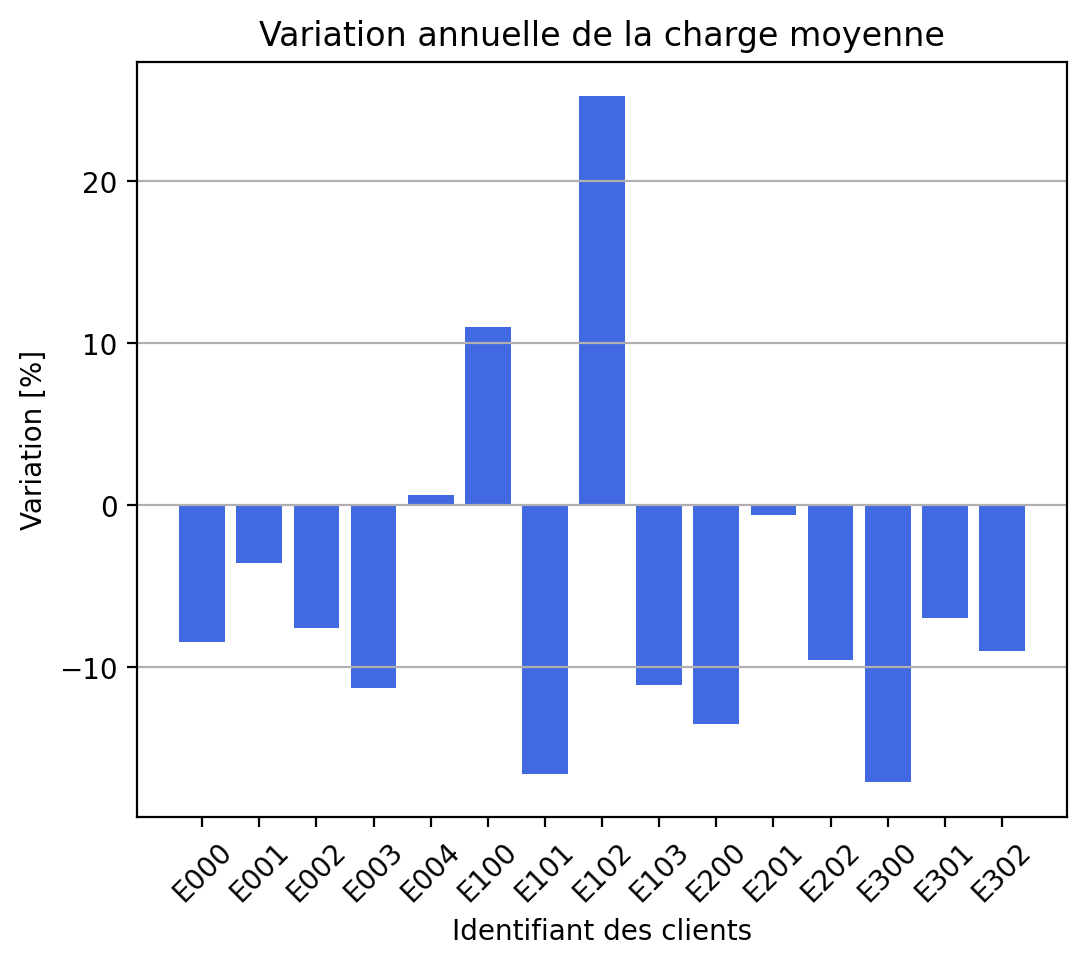 Variation annuelle de la charge moyenne
Variation [%]
20
10
0
−10
E000
E001
E002
E003
E004
E100
E101
E102
E103
E200
E201
E202
E300
E301
E302
Identifiant des clients